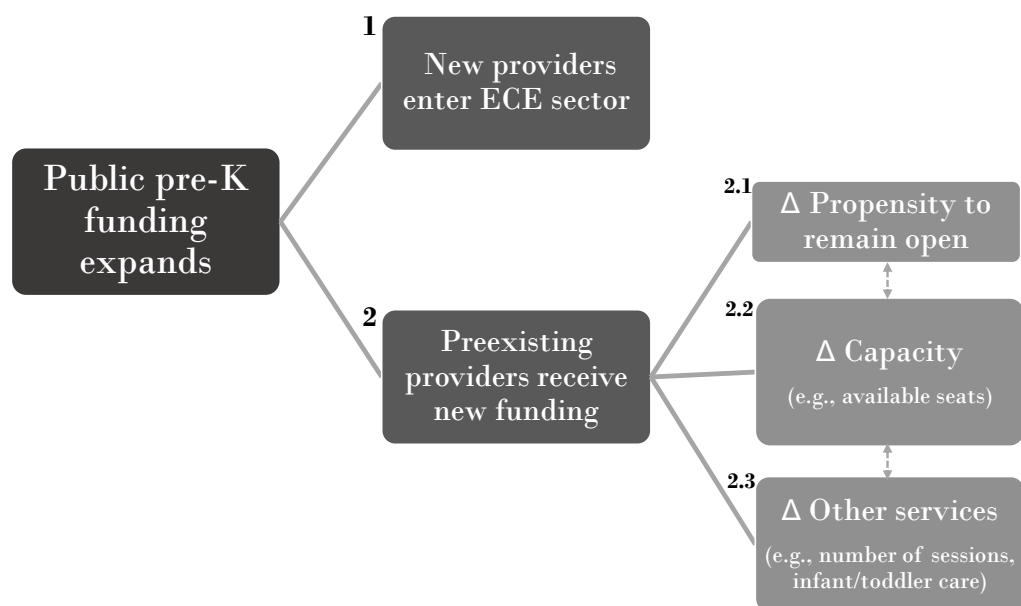 Public pre-K
funding
expands
1
New providers
enter ECE sector
2
Preexisting
providers receive
new funding
2.1
Δ Propensity to
remain open
2.2
Δ Capacity
(e.g., available seats)
2.3
Δ Other services
(e.g., number of sessions,
infant/toddler care)